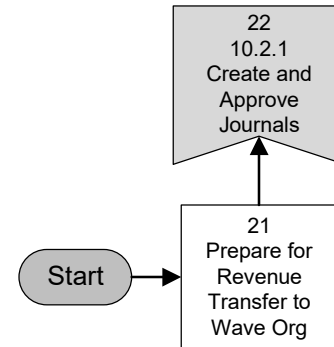 22
10.2.1
Create and
Approve
Journals
21
Prepare for
Revenue
Transfer to
Wave Org
Start